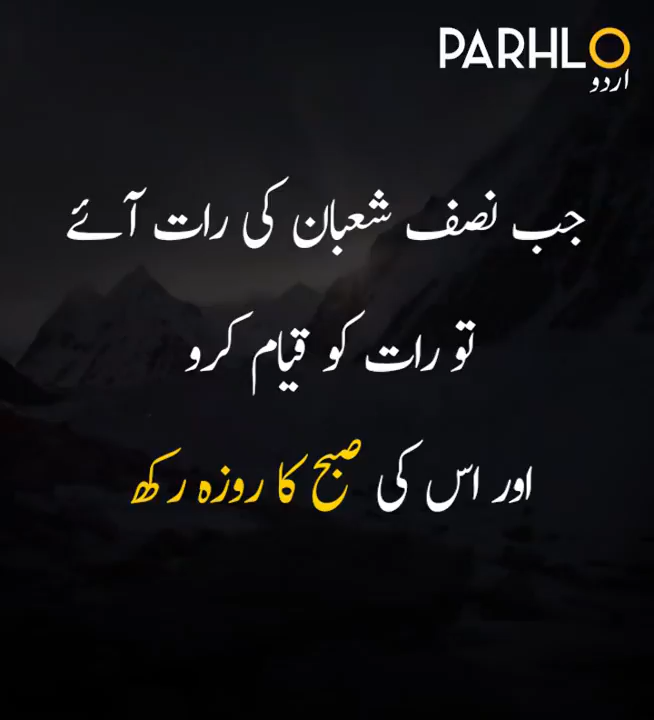 PARHLO
اردو
جب نصف شعبان کی رات آئے
تو رات کو قیام کرو
اور اس کی صبح کا روزہ رکھ